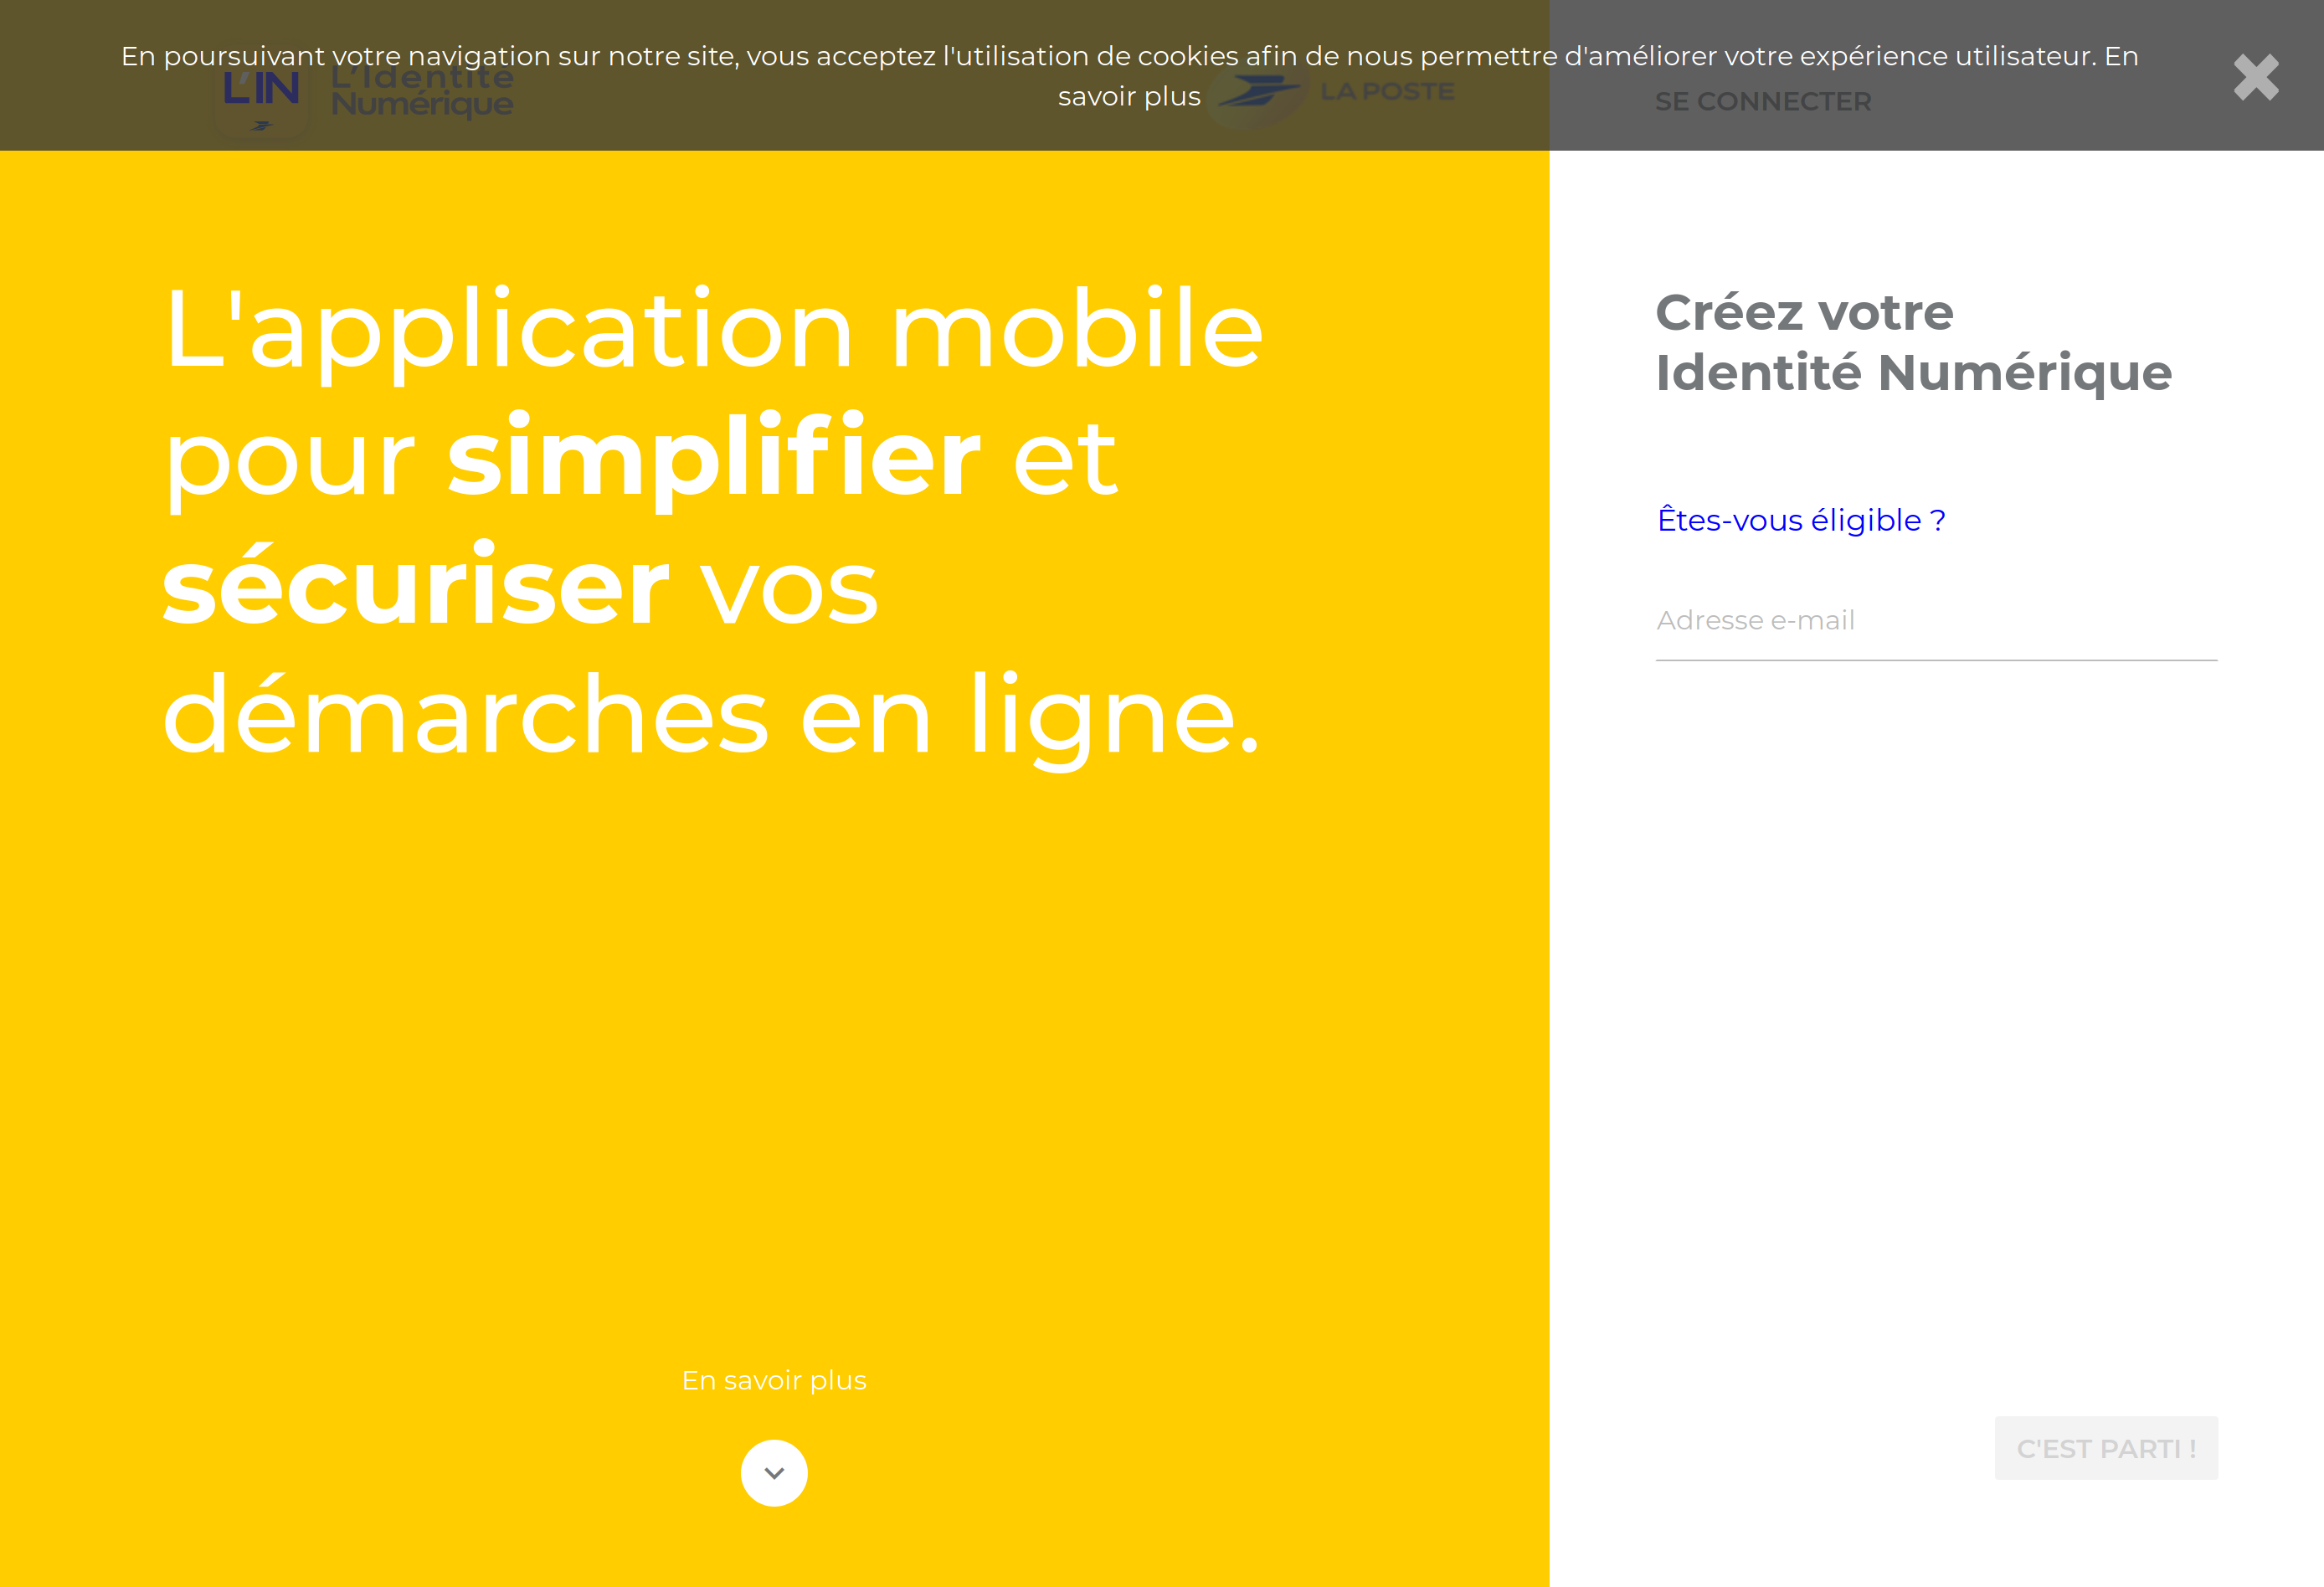 En poursuivant votre navigation sur notre site, vous acceptez l'utilisation de cookies afin de nous permettre d'améliorer votre expérience utilisateur. En
savoir plus
L'IN
L'Identité
Numérique
LA POSTE
SE CONNECTER
L'application mobile
pour simplifier et
sécuriser vos
démarches en ligne.
En savoir plus
Créez votre
Identité Numérique
Êtes-vous éligible ?
Adresse e-mail
C'EST PARTI !